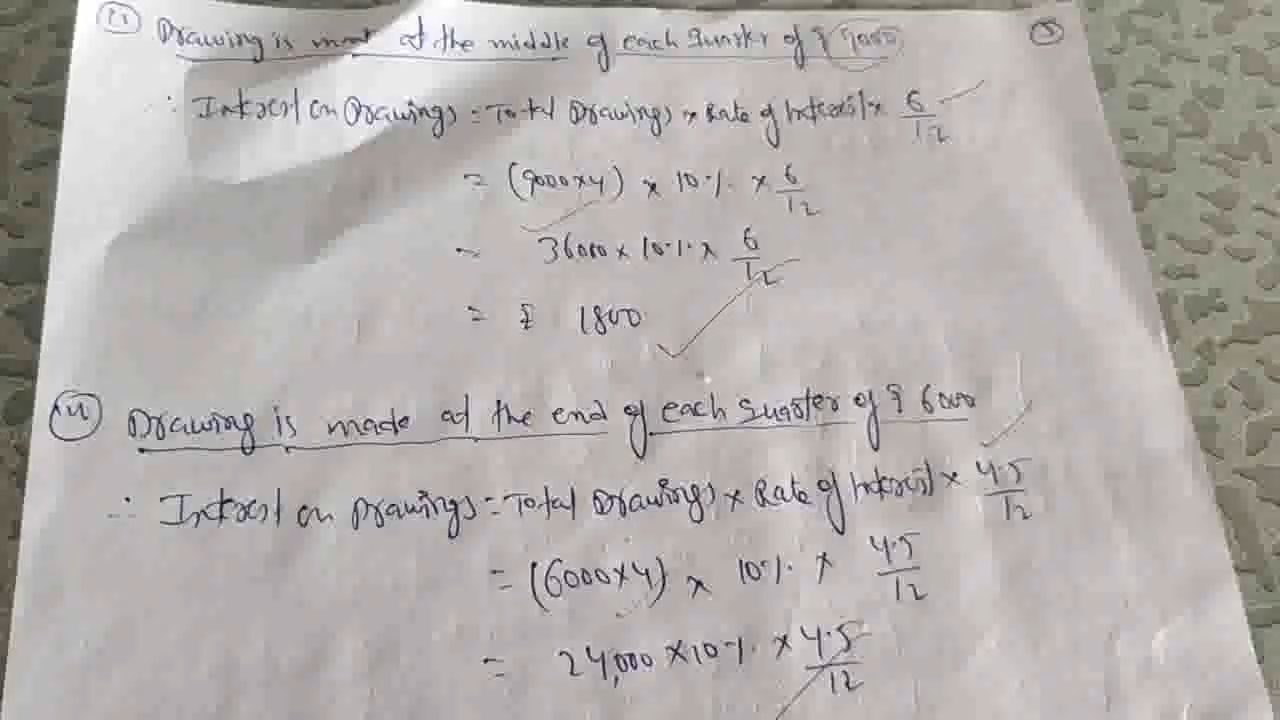 (ii) Drawing is made at the middle of each Quarter of ₹ 9000
∴ Interest on Drawings = Total Drawings × Rate of Interest × 6/12
= (9000×4) × 10% × 6/12
= 36000 × 10% × 6/12
= ₹ 1800
Drawing is made at the end of each Quarter of ₹ 6000
∴ Interest on Drawings = Total Drawings × Rate of Interest × 4.5/12
= (6000×4) × 10% × 4.5/12
= 24,000 × 10% × 4.5/12